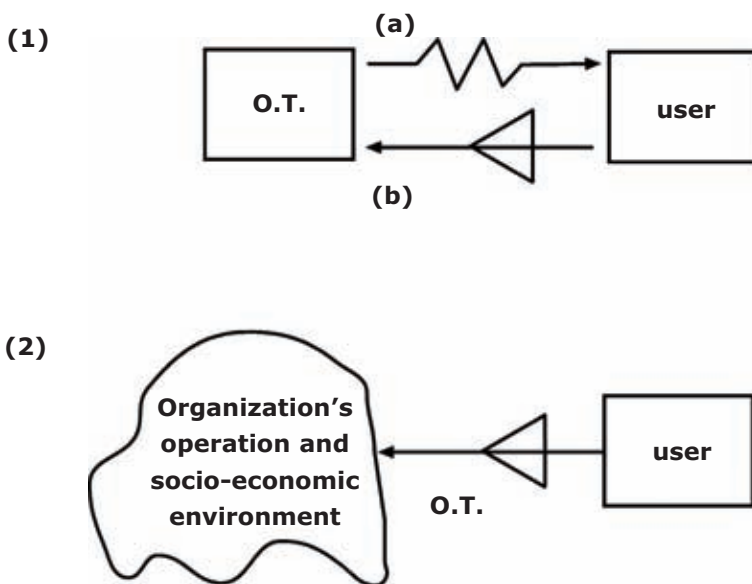 (1)
(a)
O.T.
user
(b)
(2)
Organization’s
operation and
socio-economic
environment
user
O.T.